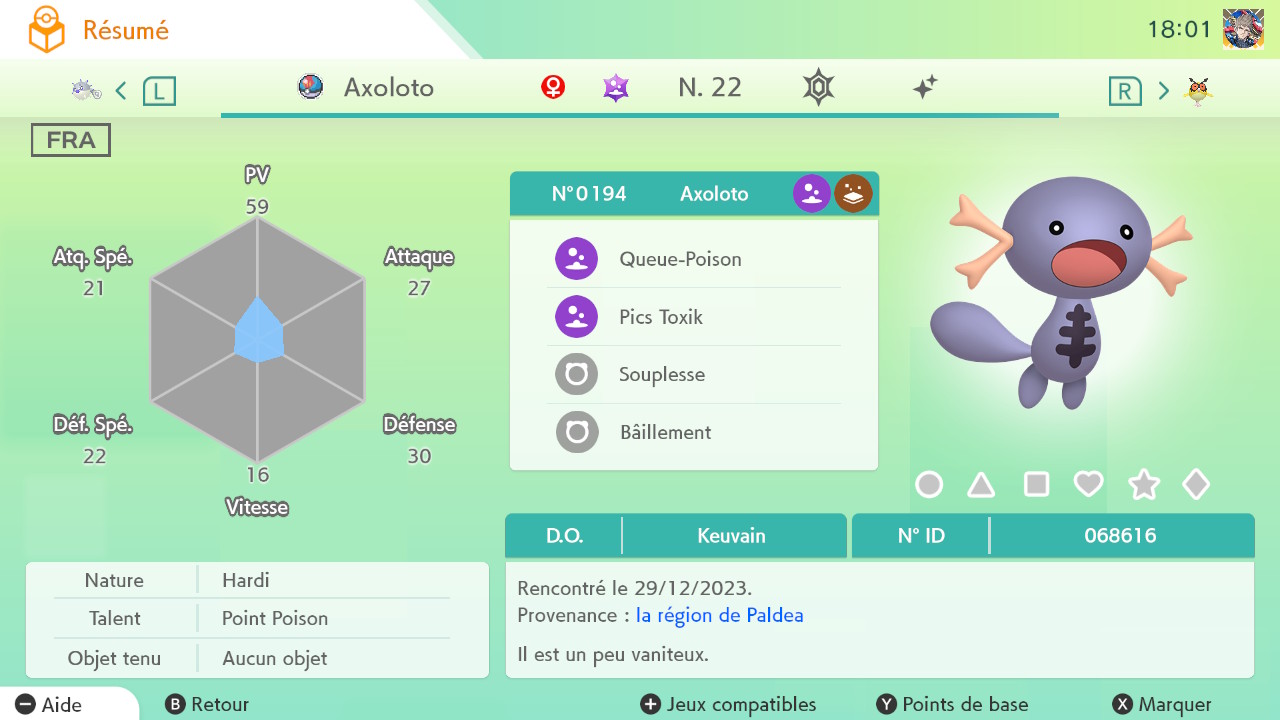 Résumé
18:01
L
Axoloto
N. 22
R
FRA
PV
59
Atq. Spé.
21
Attaque
27
Déf. Spé.
22
Défense
30
16
Vitesse
N°0194
Axoloto
Queue-Poison
Pics Toxik
Souplesse
Bâillement
D.O.
Keuvain
N° ID
068616
Nature
Hardi
Talent
Point Poison
Objet tenu
Aucun objet
Rencontré le 29/12/2023.
Provenance : la région de Paldea
Il est un peu vaniteux.
Aide
B Retour
Jeux compatibles
Y Points de base
X Marquer